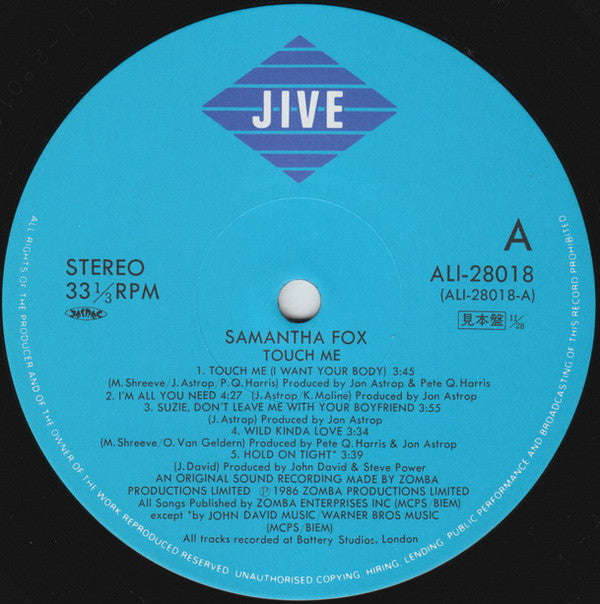 JIVE
STEREO
33 1/3 RPM
JASRAC
A
ALI-28018
(ALI-28018-A)
見本盤 11/28
SAMANTHA FOX
TOUCH ME
1. TOUCH ME (I WANT YOUR BODY) 3:45
(M. Shreeve/J. Astrop/P. Q. Harris) Produced by Jon Astrop & Pete Q. Harris
2. I'M ALL YOU NEED 4:27 (J. Astrop/K. Moline) Produced by Jon Astrop
3. SUZIE, DON'T LEAVE ME WITH YOUR BOYFRIEND 3:55
(J. Astrop) Produced by Jon Astrop
4. WILD KINDA LOVE 3:34
(M. Shreeve/O. Van Geldern) Produced by Pete Q. Harris & Jon Astrop
5. HOLD ON TIGHT* 3:39
(J. David) Produced by John David & Steve Power
AN ORIGINAL SOUND RECORDING MADE BY ZOMBA
PRODUCTIONS LIMITED ℗ 1986 ZOMBA PRODUCTIONS LIMITED
All Songs Published by ZOMBA ENTERPRISES INC (MCPS/BIEM)
except *by JOHN DAVID MUSIC/WARNER BROS MUSIC
(MCPS/BIEM)
All tracks recorded at Battery Studios, London
ALL RIGHTS OF THE PRODUCER AND OF THE OWNER OF THE WORK REPRODUCED RESERVED · UNAUTHORISED COPYING, HIRING, LENDING, PUBLIC PERFORMANCE AND BROADCASTING OF THIS RECORD PROHIBITED